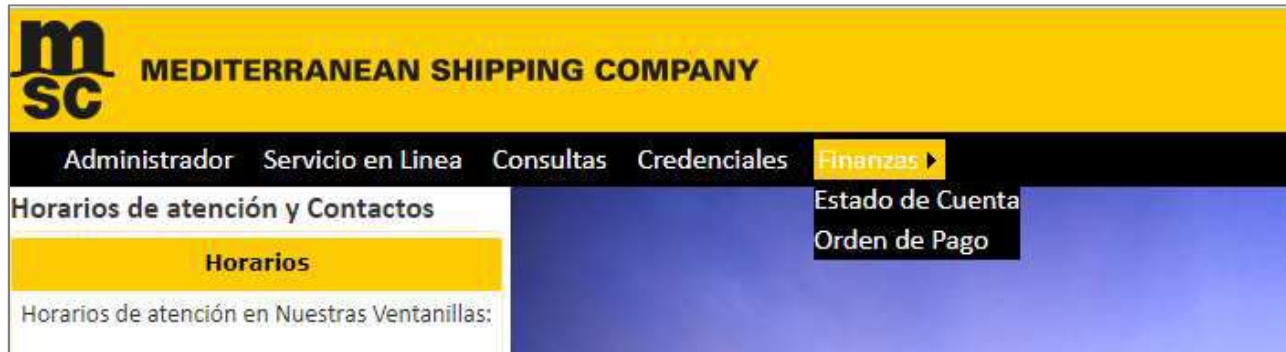 m
sc
MEDITERRANEAN SHIPPING COMPANY
Administrador Servicio en Linea Consultas Credenciales Finanzas
Estado de Cuenta
Orden de Pago
Horarios de atención y Contactos
Horarios
Horarios de atención en Nuestras Ventanillas: